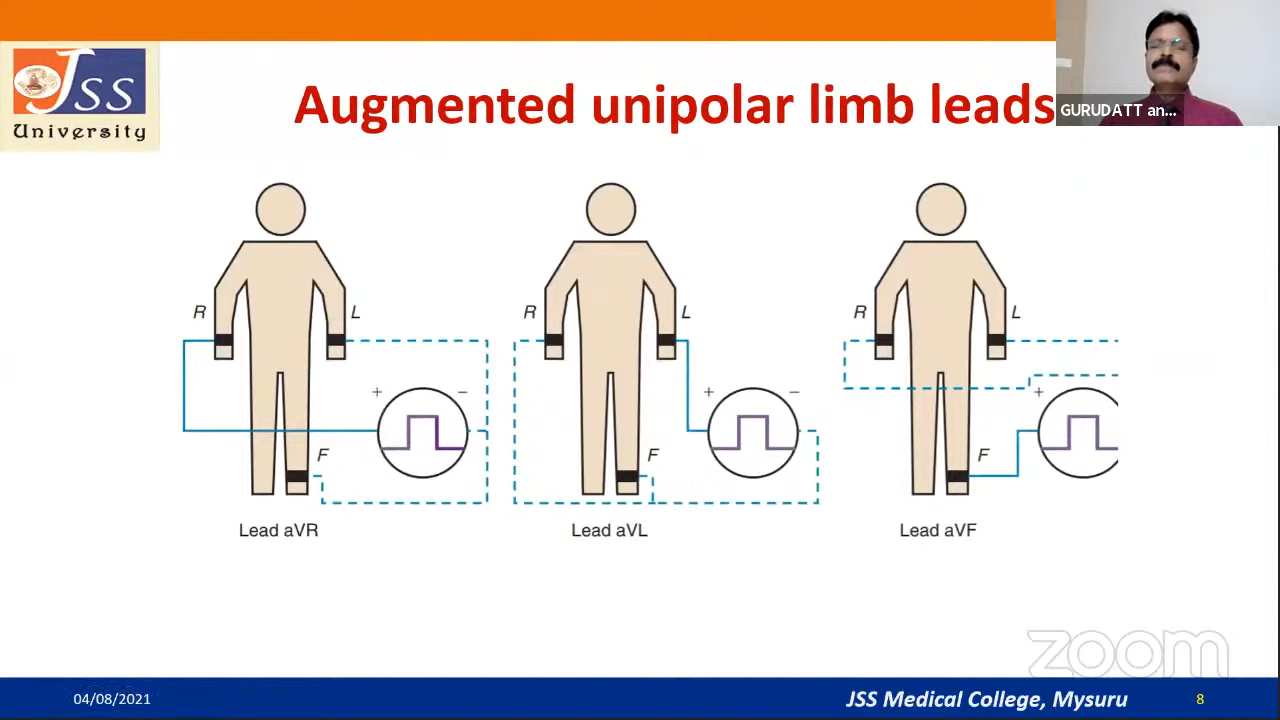 JSS
University
Augmented unipolar limb leads
GURUDATT an...
R
L
+
−
F
Lead aVR
R
L
+
−
F
Lead aVL
R
L
+
F
Lead aVF
zoom
04/08/2021
JSS Medical College, Mysuru
8